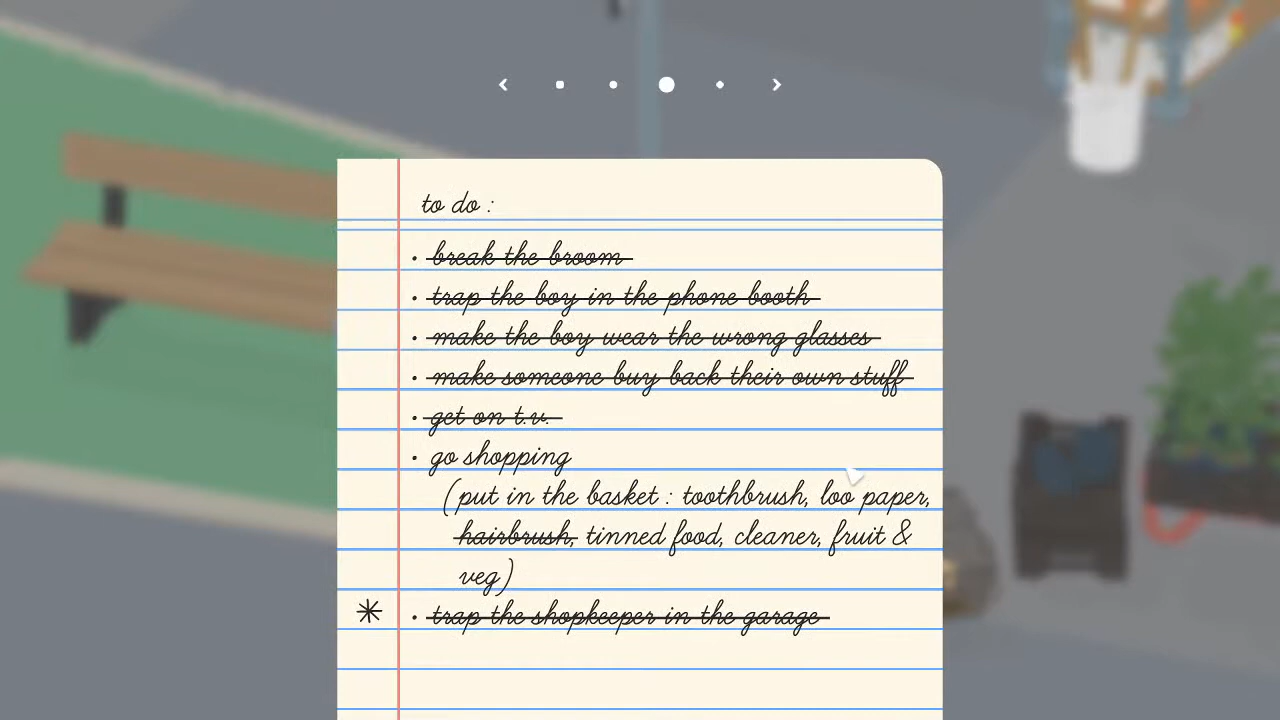 to do :
• break the broom
• trap the boy in the phone booth
• make the boy wear the wrong glasses
• make someone buy back their own stuff
• get on t.v.
• go shopping
(put in the basket : toothbrush, loo paper,
hairbrush, tinned food, cleaner, fruit &
veg)
• trap the shopkeeper in the garage